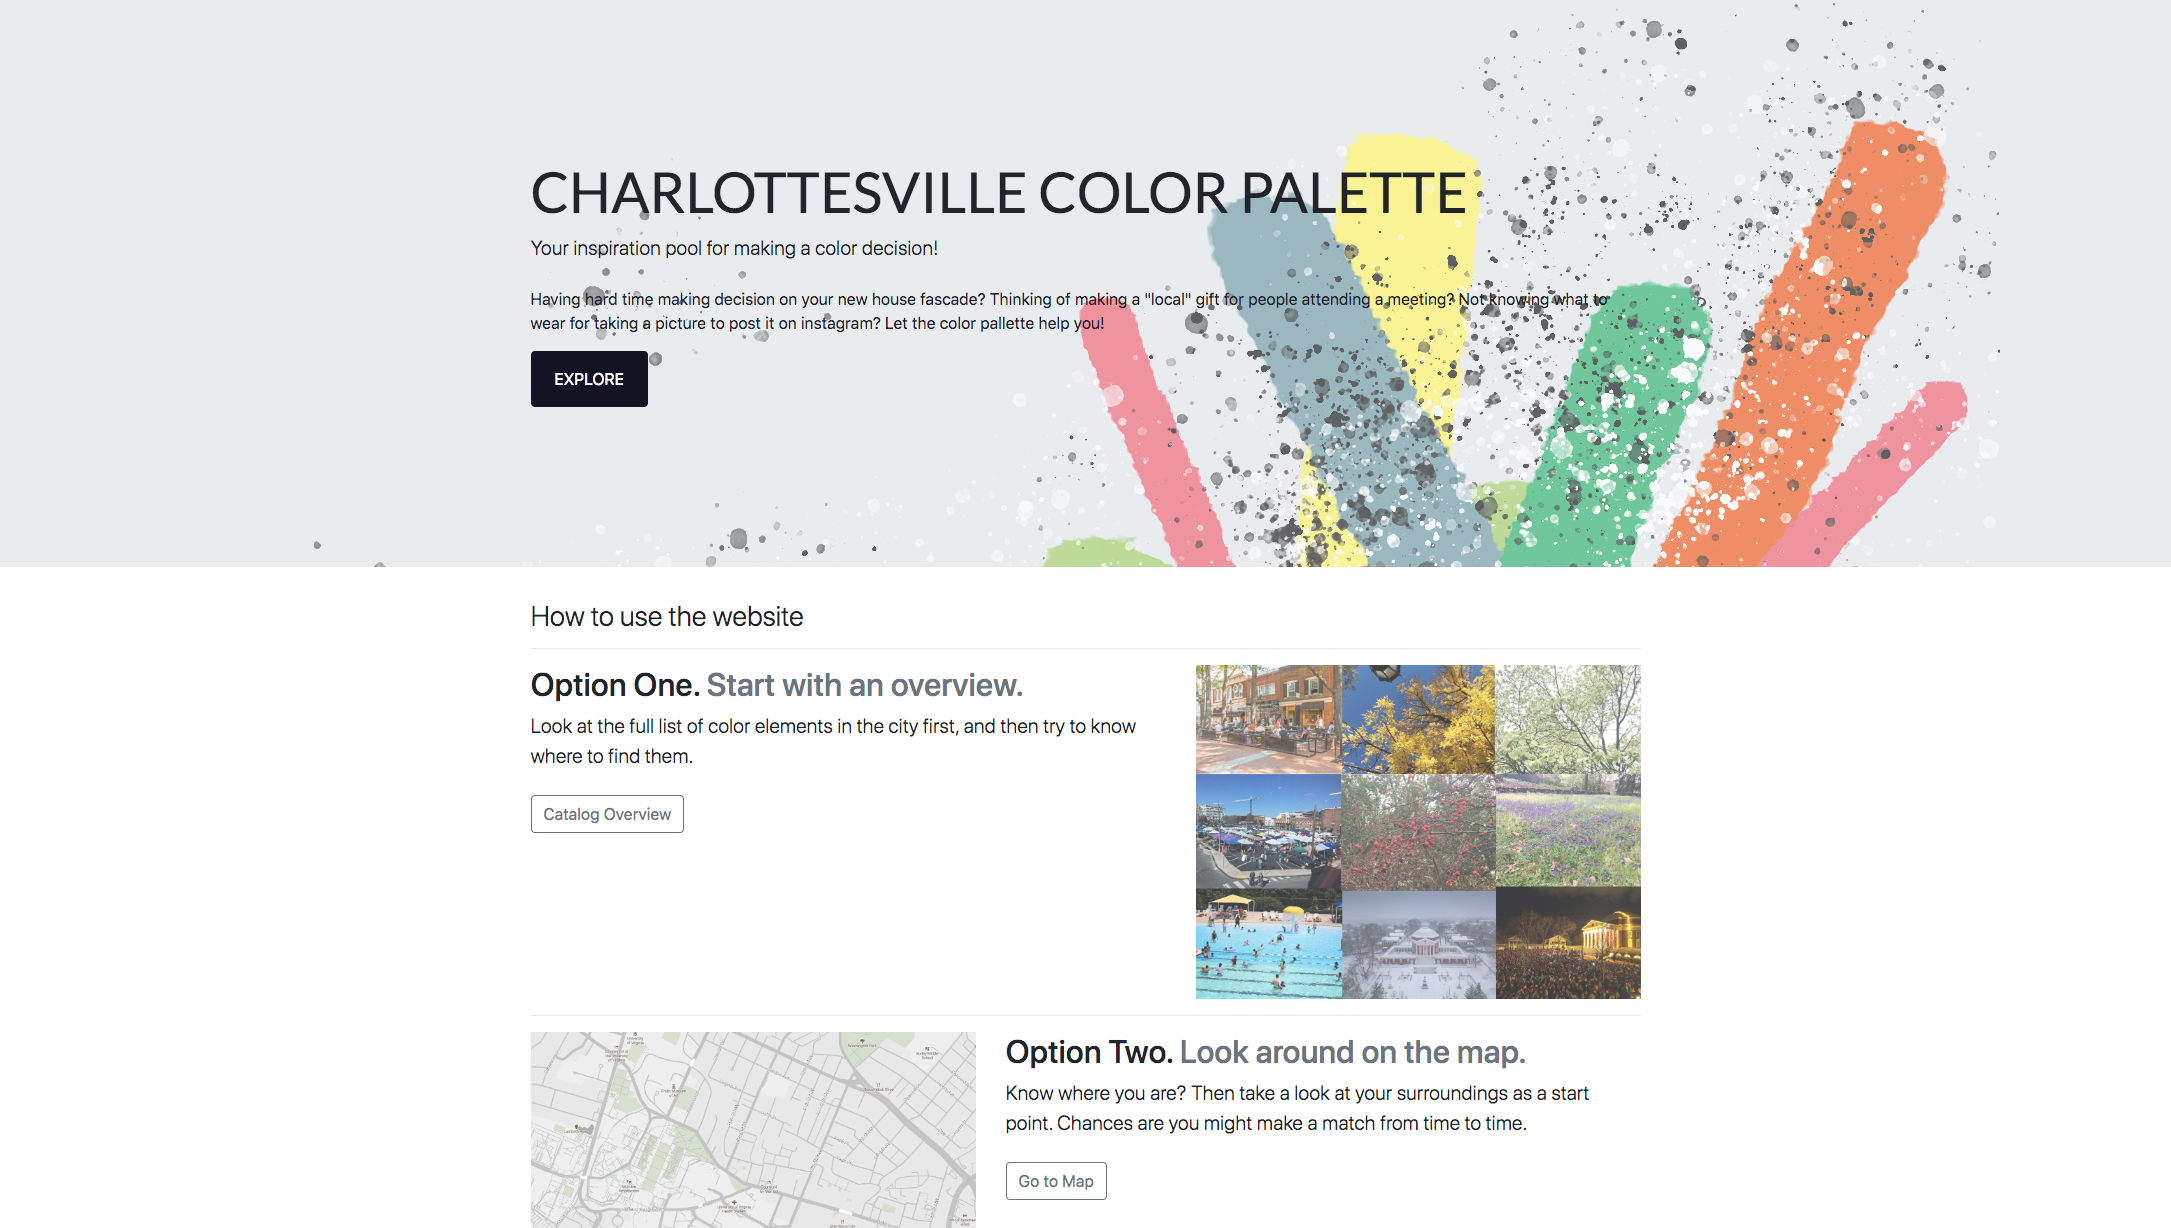 CHARLOTTESVILLE COLOR PALETTE
Your inspiration pool for making a color decision!
Having hard time making decision on your new house fascade? Thinking of making a "local" gift for people attending a meeting? Not knowing what to
wear for taking a picture to post it on instagram? Let the color pallette help you!
EXPLORE
How to use the website
Option One. Start with an overview.
Look at the full list of color elements in the city first, and then try to know
where to find them.
Catalog Overview
Option Two. Look around on the map.
Know where you are? Then take a look at your surroundings as a start
point. Chances are you might make a match from time to time.
Go to Map